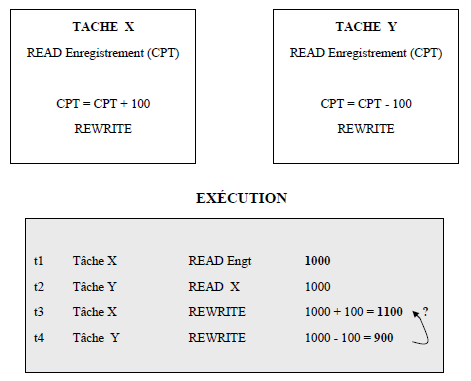 TACHE X
READ Enregistrement (CPT)
CPT = CPT + 100
REWRITE
TACHE Y
READ Enregistrement (CPT)
CPT = CPT - 100
REWRITE
EXÉCUTION
t1 Tâche X READ Engt 1000
t2 Tâche Y READ X 1000
t3 Tâche X REWRITE 1000 + 100 = 1100 ?
t4 Tâche Y REWRITE 1000 - 100 = 900